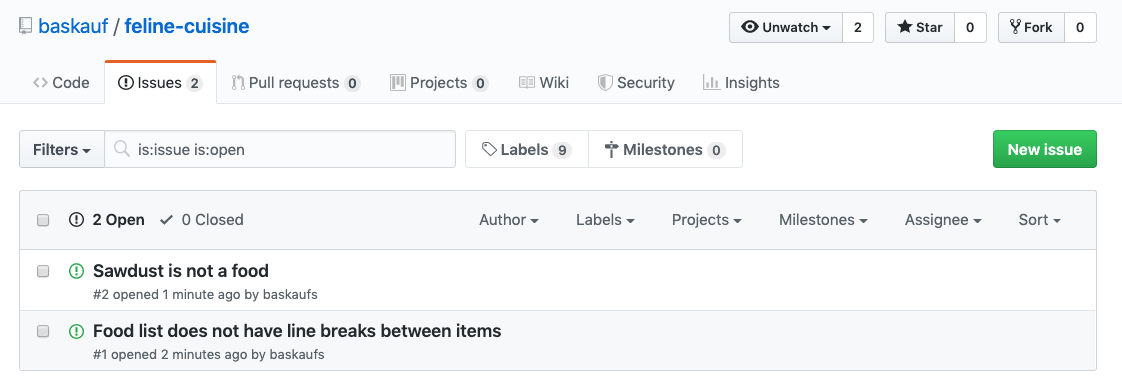 baskauf / feline-cuisine Unwatch 2 Star 0 Fork 0
Code Issues 2 Pull requests 0 Projects 0 Wiki Security Insights
Filters is:issue is:open Labels 9 Milestones 0 New issue
2 Open 0 Closed Author Labels Projects Milestones Assignee Sort
Sawdust is not a food
#2 opened 1 minute ago by baskaufs
Food list does not have line breaks between items
#1 opened 2 minutes ago by baskaufs